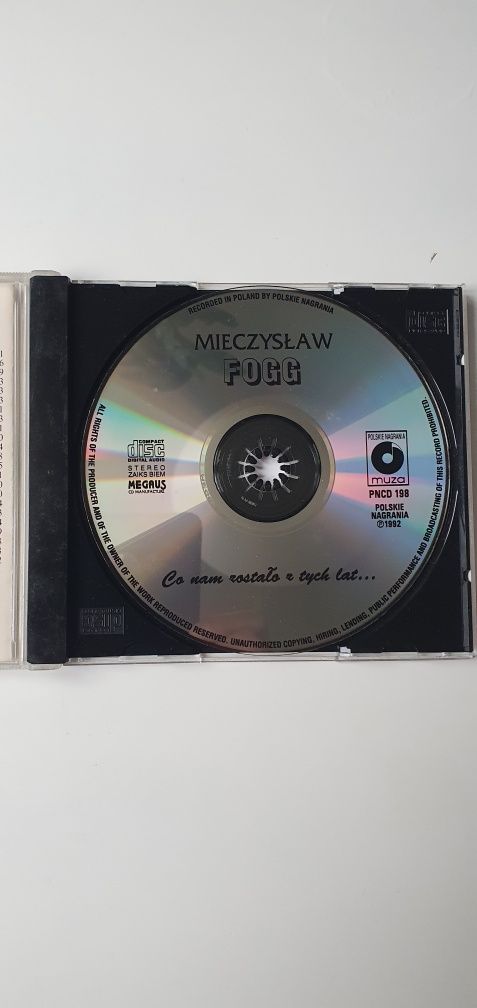 RECORDED IN POLAND BY POLSKIE NAGRANIA
MIECZYSŁAW
FOGG
COMPACT
disc
DIGITAL AUDIO
STEREO
ZAIKS BIEM
MEGAUS
CD MANUFACTURE
POLSKIE NAGRANIA
muza
PNCD 198
POLSKIE
NAGRANIA
℗1992
Co nam zostało z tych lat...
ALL RIGHTS OF THE PRODUCER AND OF THE OWNER OF THE WORK REPRODUCED RESERVED. UNAUTHORIZED COPYING, HIRING, LENDING, PUBLIC PERFORMANCE AND BROADCASTING OF THIS RECORD PROHIBITED.
disc
disc